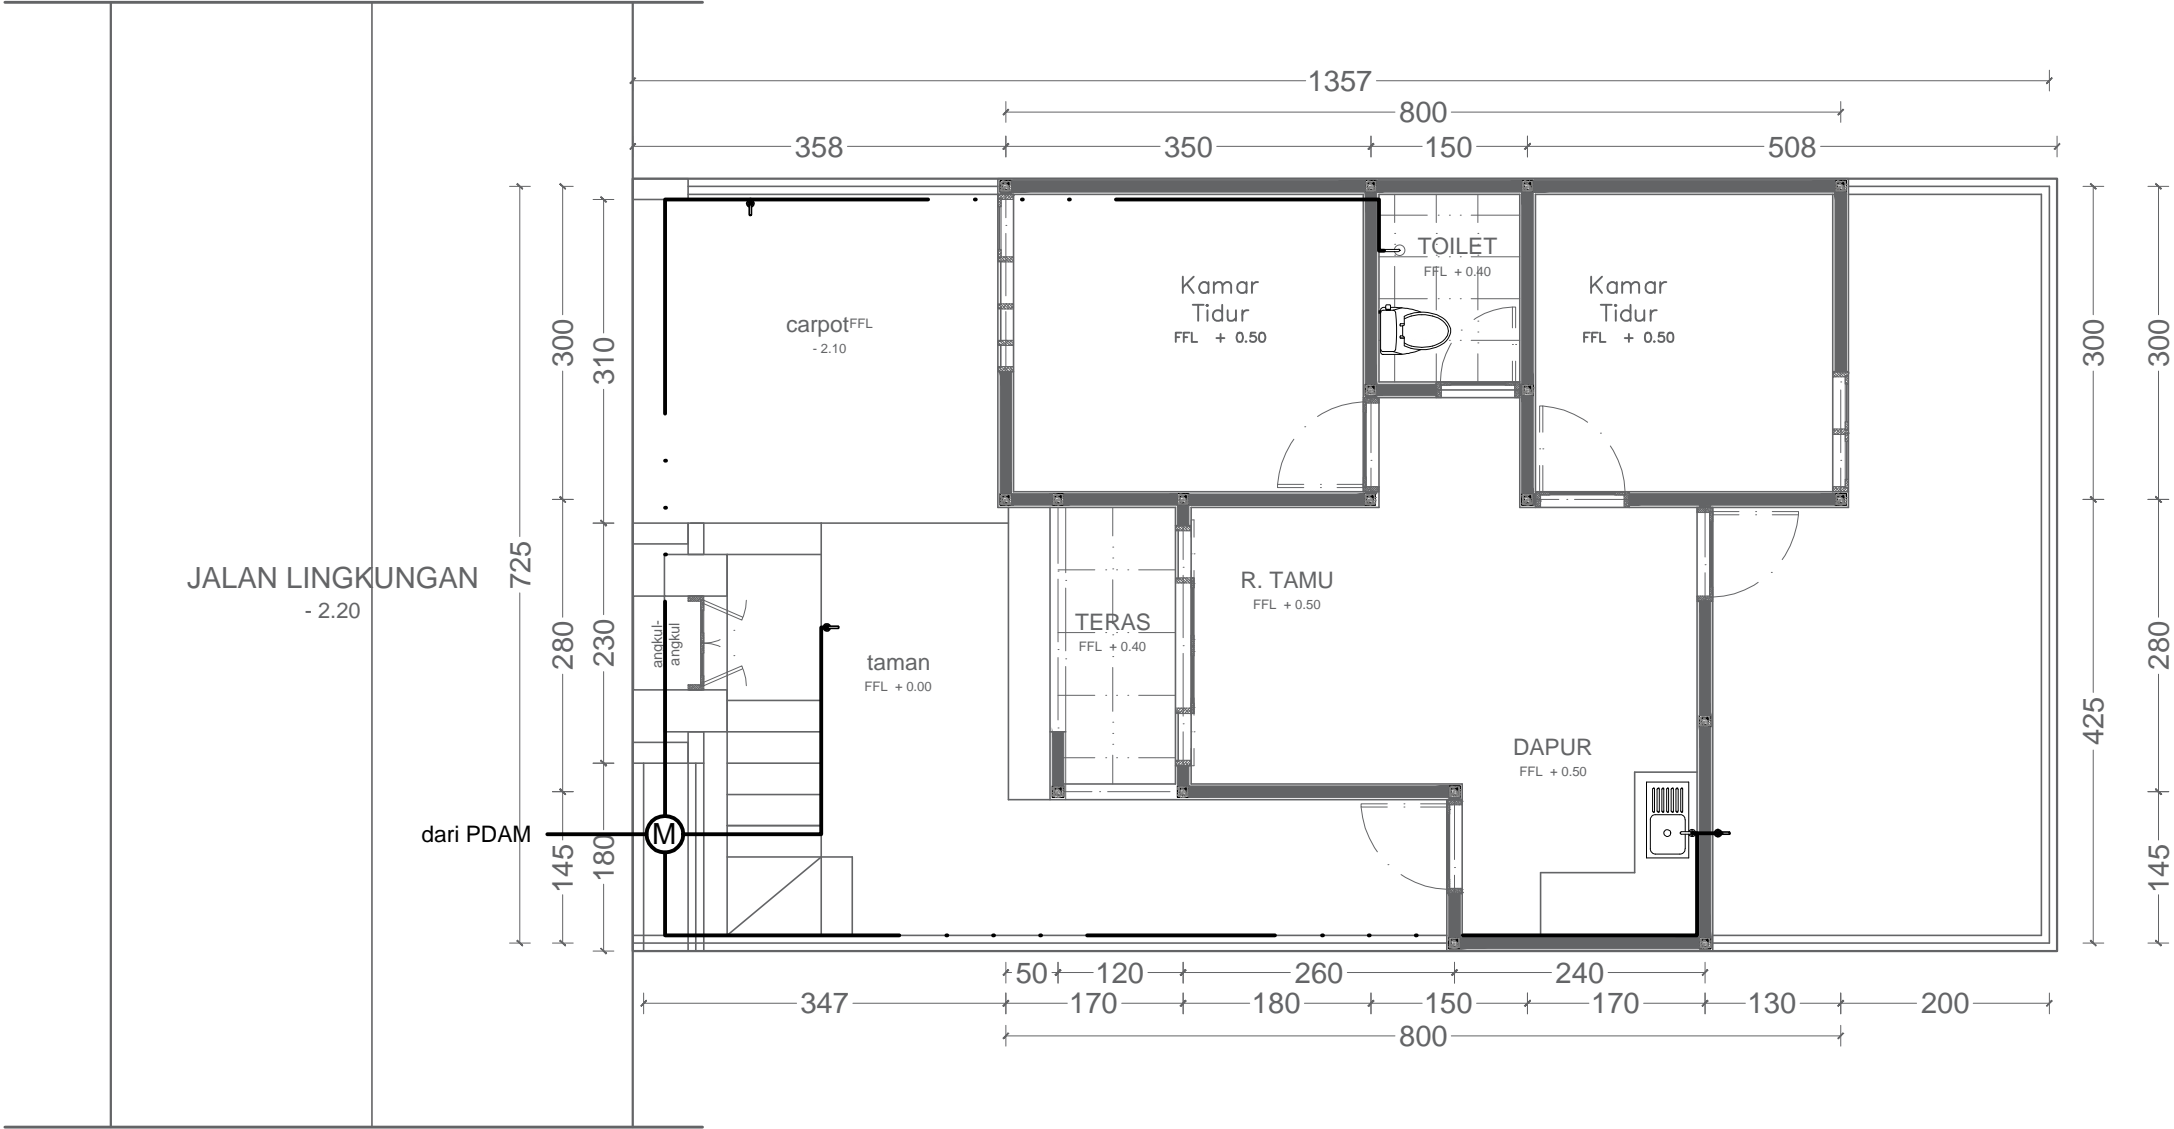 1357
800
358
350
150
508
TOILET
FFL + 0.40
Kamar
Tidur
FFL + 0.50
Kamar
Tidur
FFL + 0.50
carpot FFL
- 2.10
300
310
300
300
725
JALAN LINGKUNGAN
- 2.20
R. TAMU
FFL + 0.50
TERAS
FFL + 0.40
angkul-
angkul
280
230
280
taman
FFL + 0.00
425
DAPUR
FFL + 0.50
dari PDAM
M
145
180
145
50
120
260
240
347
170
180
150
170
130
200
800